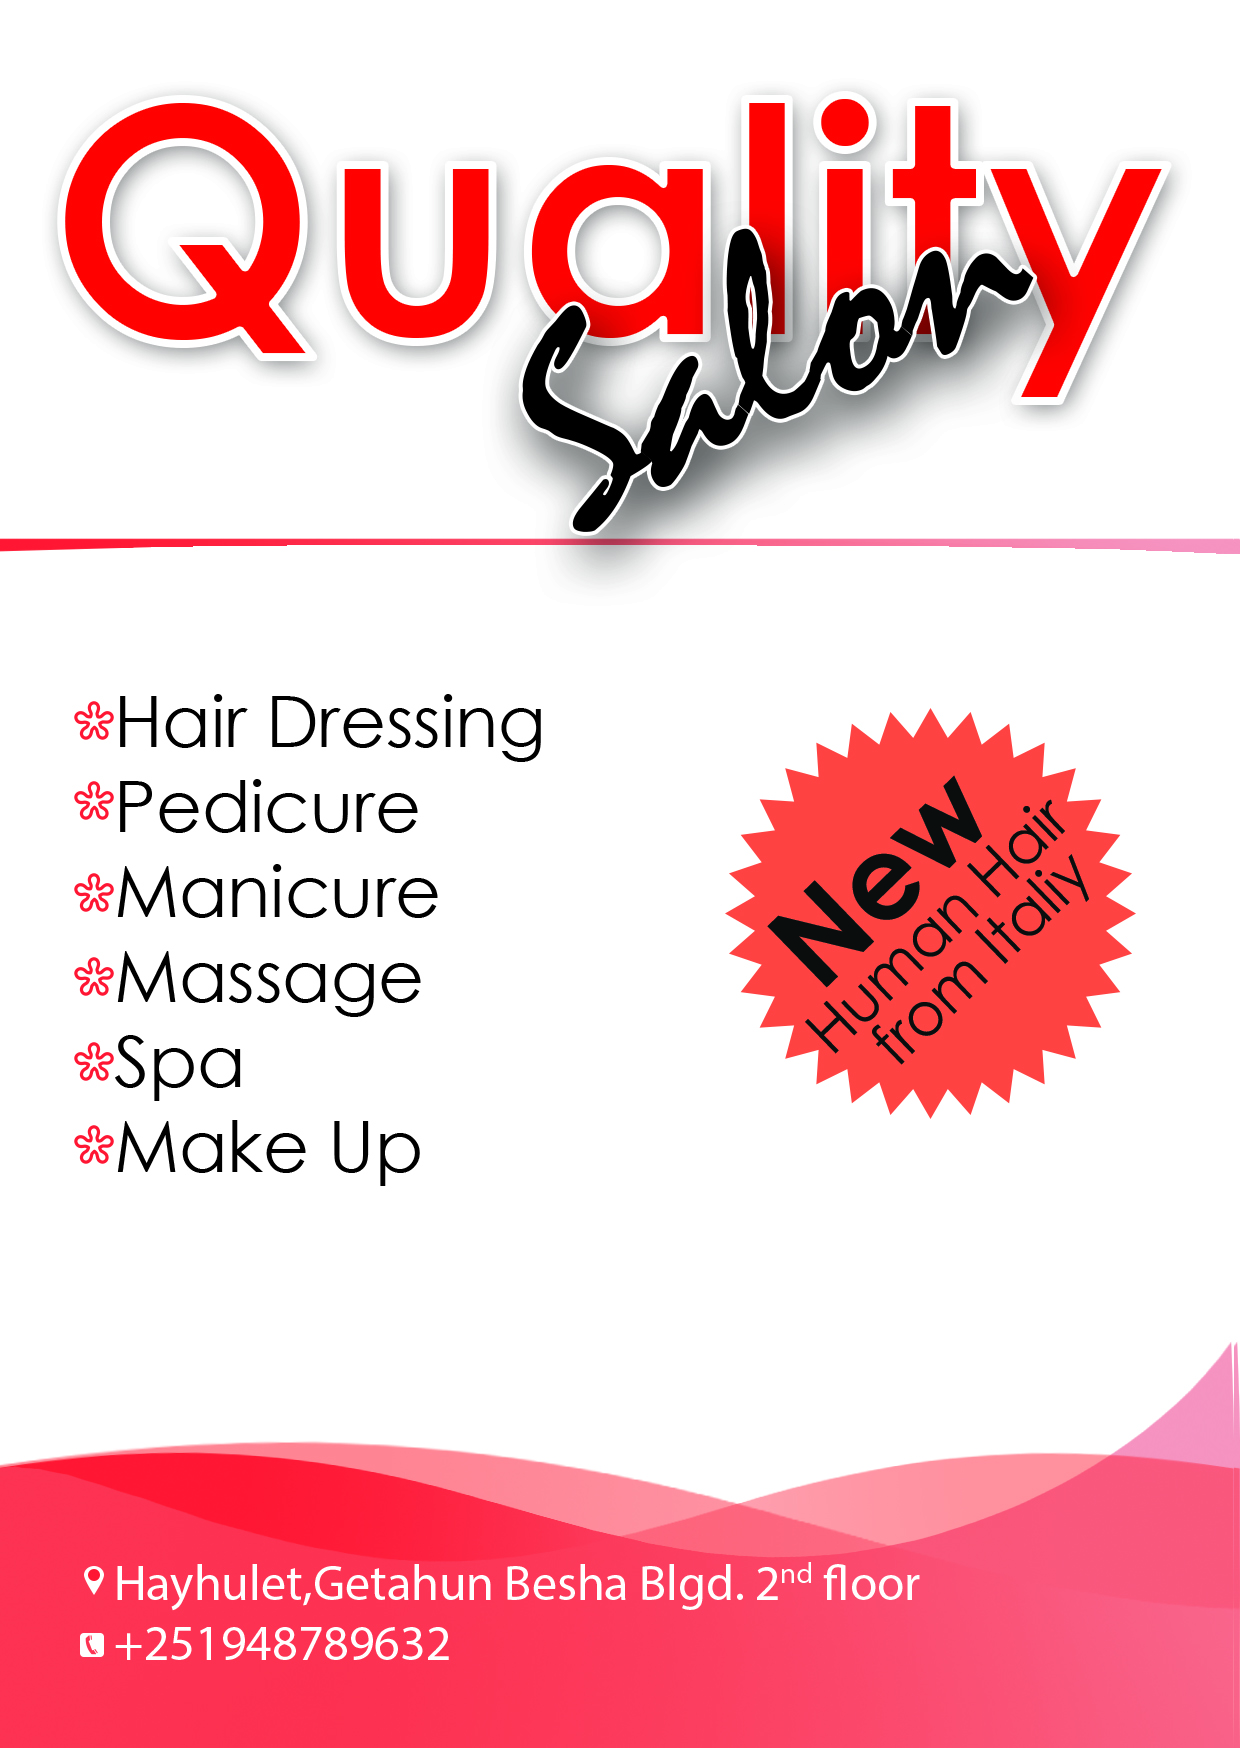 Quality
Salon
Hair Dressing
Pedicure
Manicure
Massage
Spa
Make Up
New
Human Hair
from Italiy
Hayhulet,Getahun Besha Blgd. 2nd floor
+251948789632